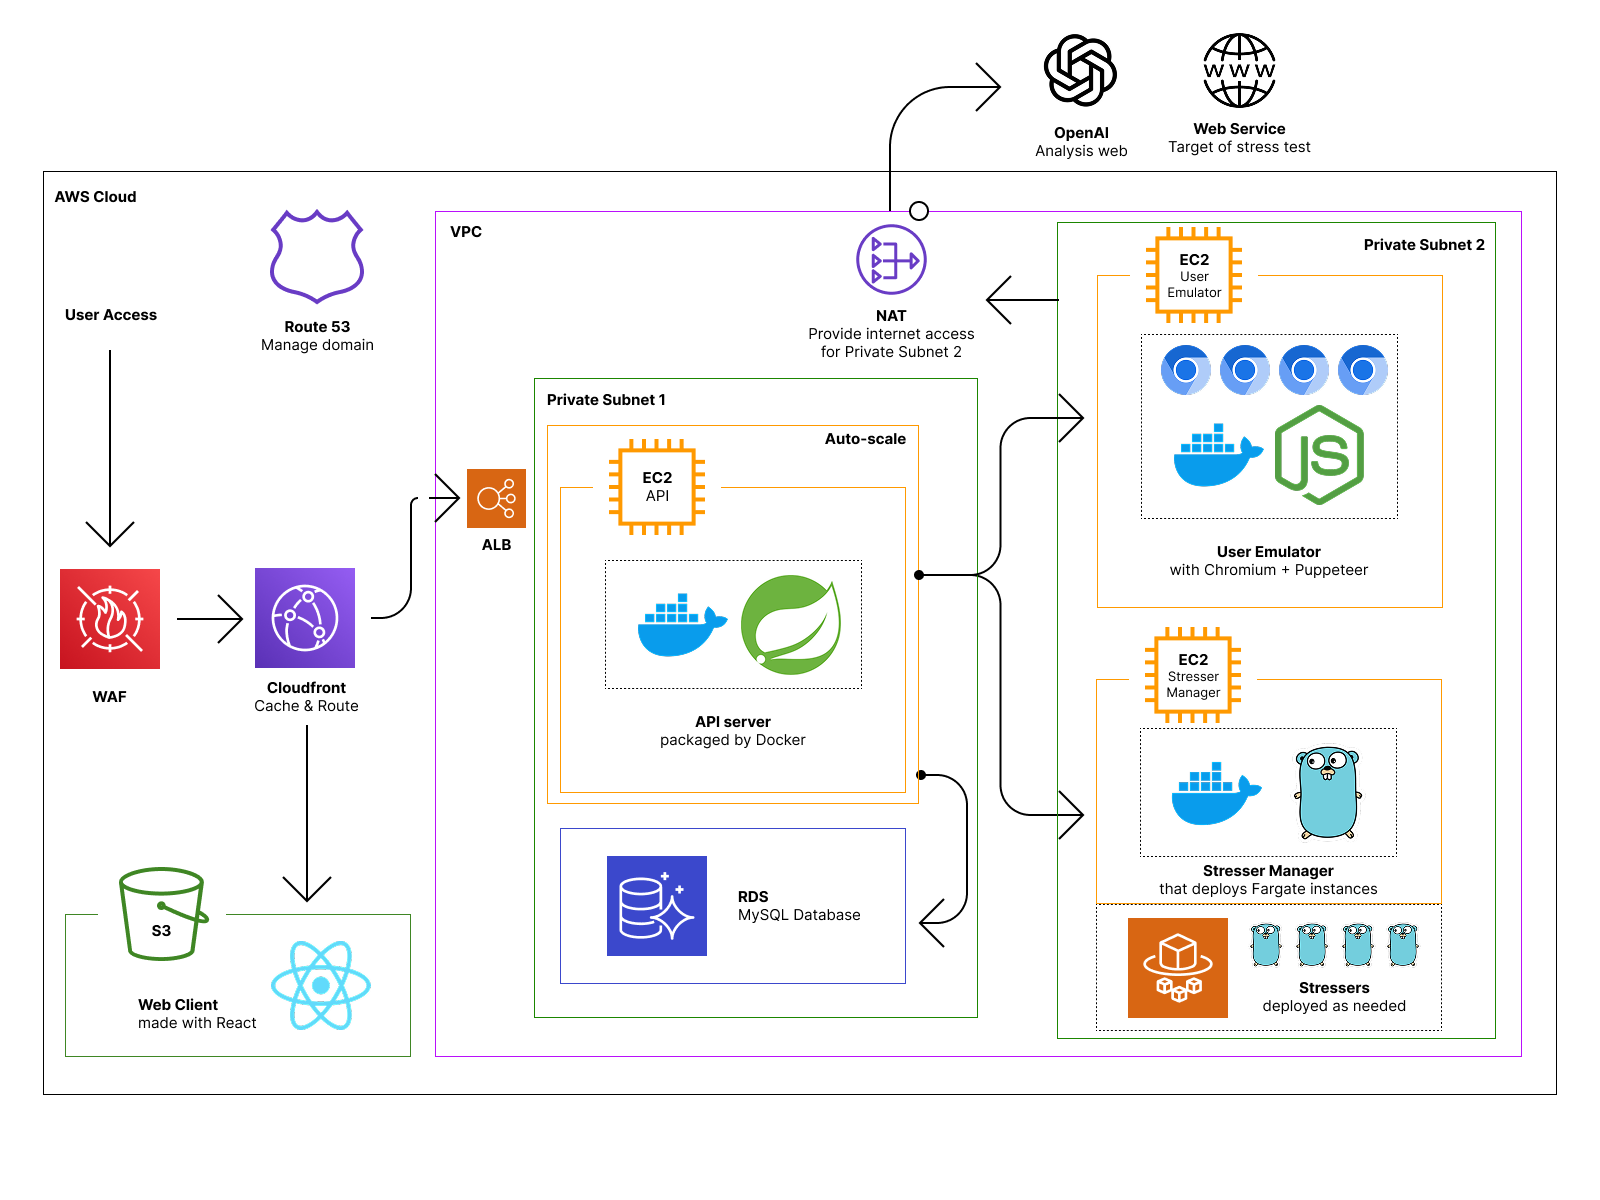 OpenAI
Analysis web
WWW
Web Service
Target of stress test
AWS Cloud
User Access
Route 53
Manage domain
WAF
Cloudfront
Cache & Route
S3
Web Client
made with React
VPC
ALB
NAT
Provide internet access
for Private Subnet 2
Private Subnet 1
Auto-scale
EC2
API
API server
packaged by Docker
RDS
MySQL Database
Private Subnet 2
EC2
User
Emulator
JS
User Emulator
with Chromium + Puppeteer
EC2
Stresser
Manager
Stresser Manager
that deploys Fargate instances
Stressers
deployed as needed